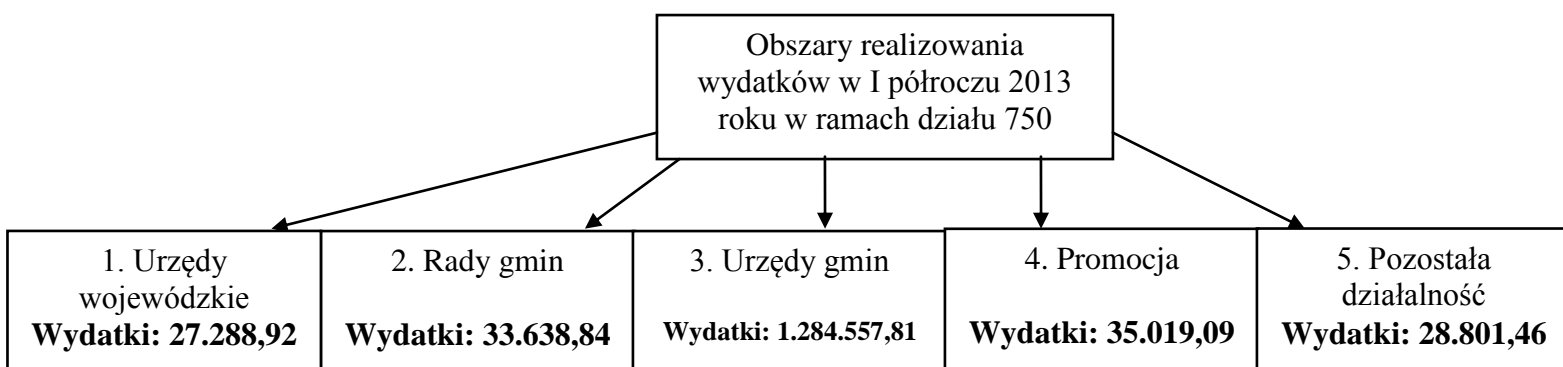 Obszary realizowania
wydatków w I półroczu 2013
roku w ramach działu 750
1. Urzędy
wojewódzkie
Wydatki: 27.288,92
2. Rady gmin
Wydatki: 33.638,84
3. Urzędy gmin
Wydatki: 1.284.557,81
4. Promocja
Wydatki: 35.019,09
5. Pozostała
działalność
Wydatki: 28.801,46